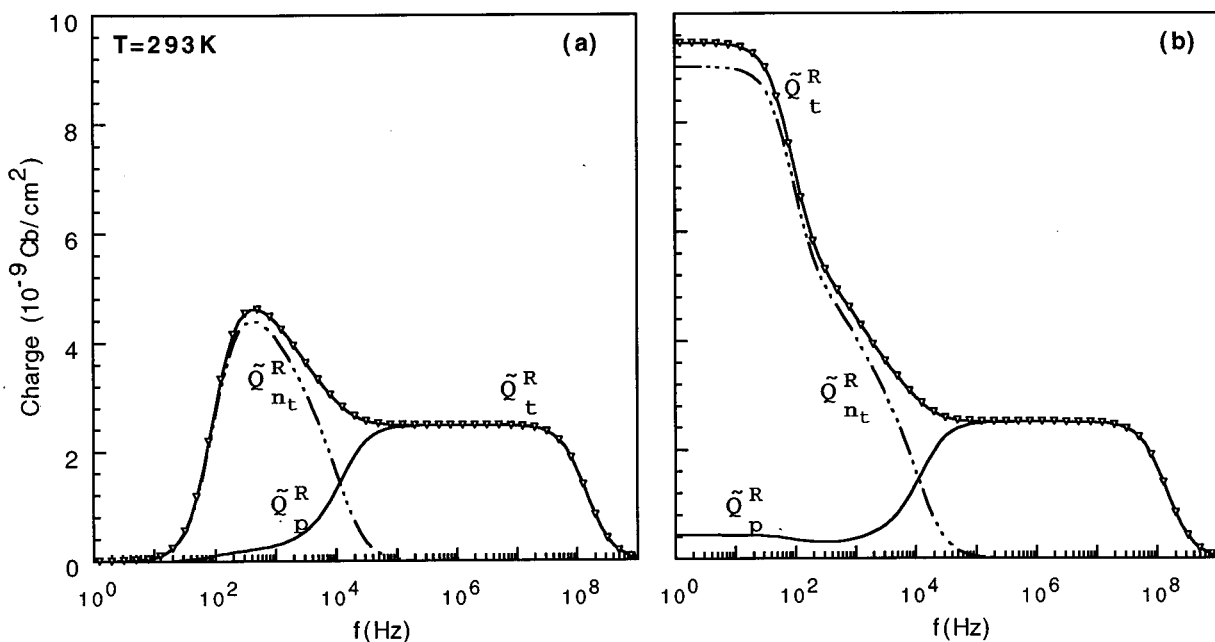 T=293K
(a)
(b)
10
8
6
4
2
0
Charge (10⁻⁹ Cb/cm²)
Q̃ᴿₙₜ
Q̃ᴿₜ
Q̃ᴿₚ
Q̃ᴿₜ
Q̃ᴿₙₜ
Q̃ᴿₚ
10⁰ 10² 10⁴ 10⁶ 10⁸
10⁰ 10² 10⁴ 10⁶ 10⁸
f(Hz)
f(Hz)